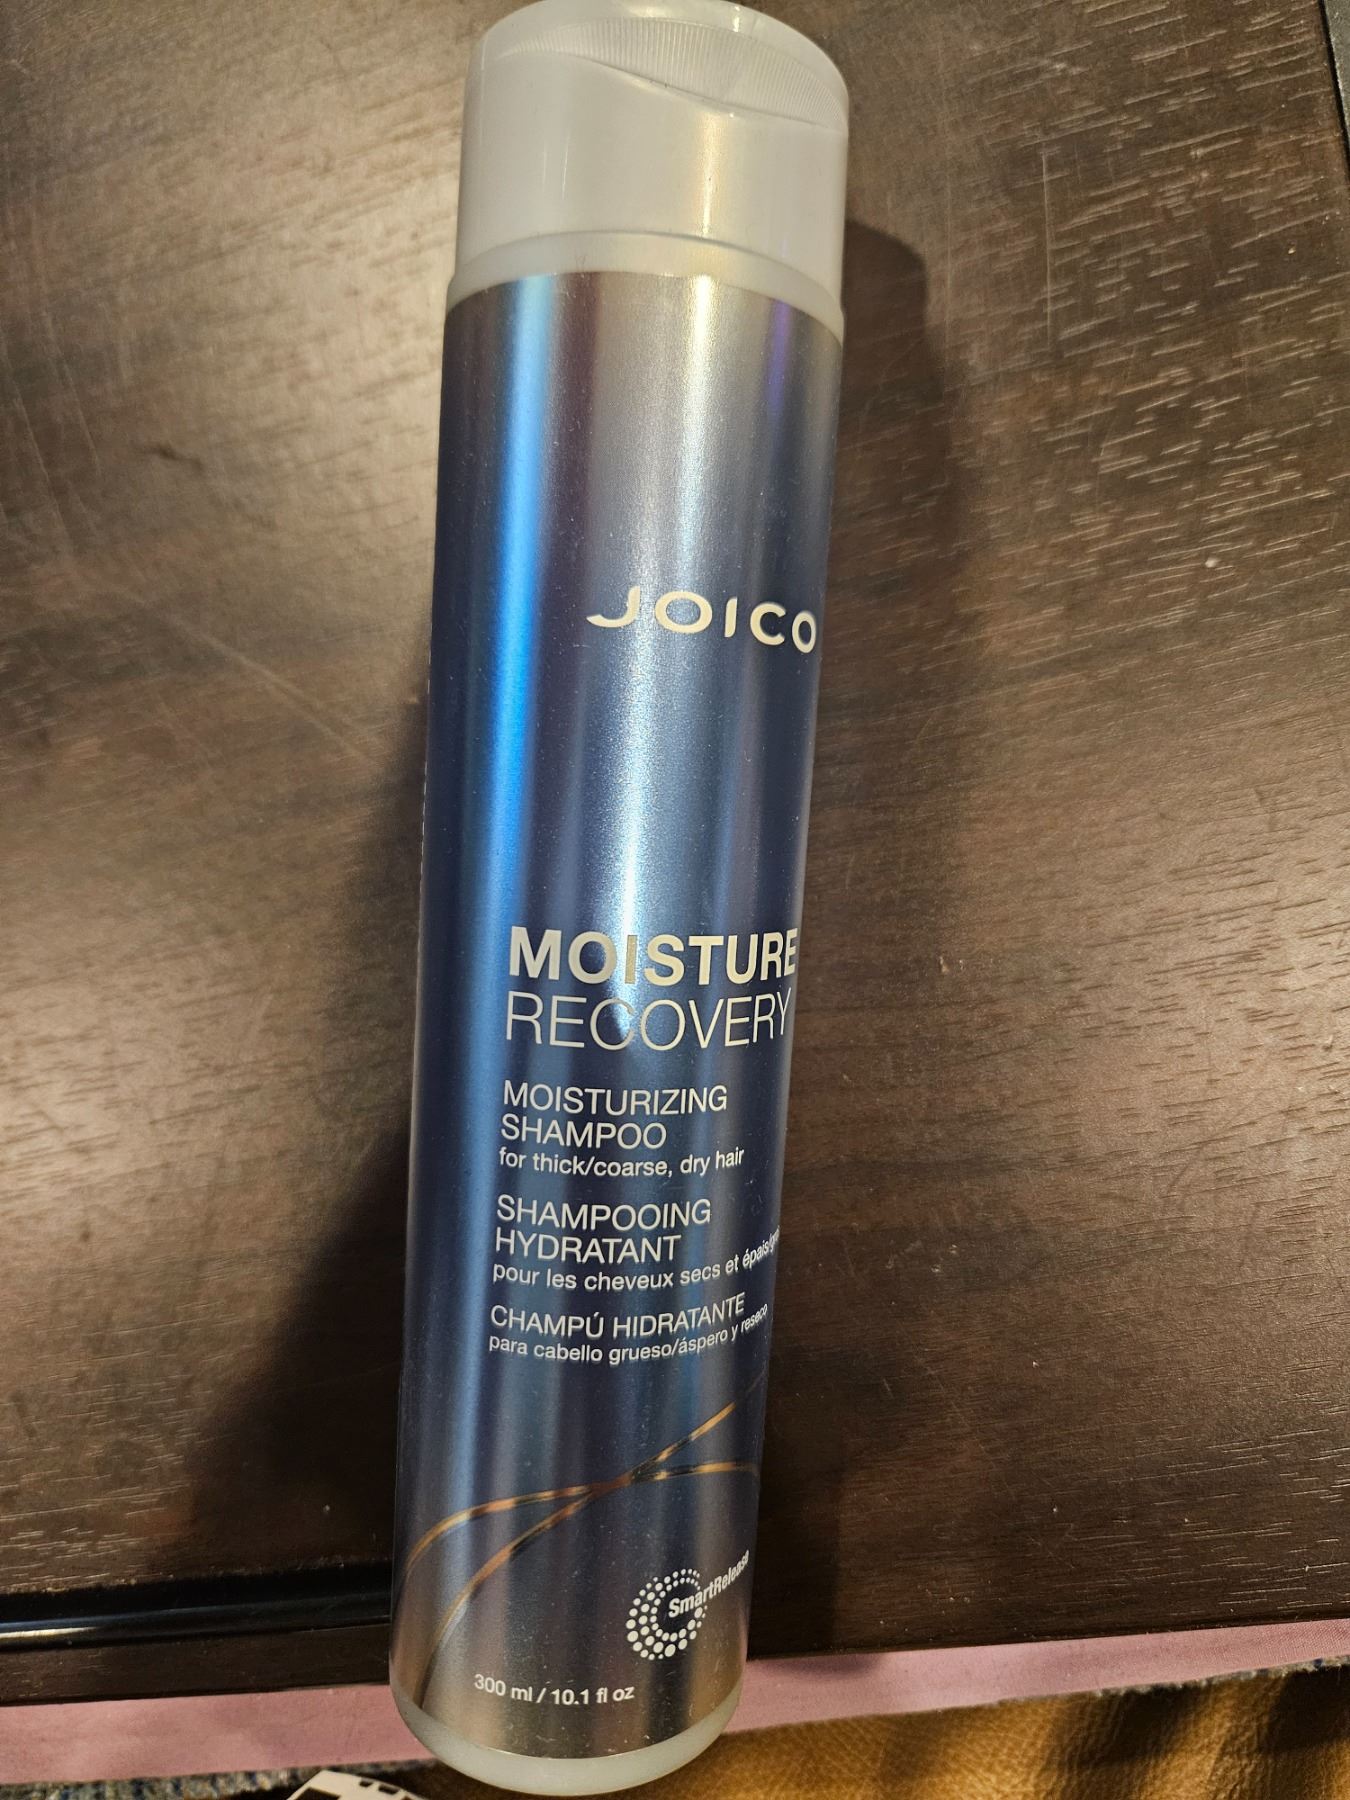 JOICO
MOISTURE
RECOVERY
MOISTURIZING
SHAMPOO
for thick/coarse, dry hair
SHAMPOOING
HYDRATANT
pour les cheveux secs et
CHAMPÚ HIDRATANTE
para cabello grueso/áspero y reseco
SmartRelease
300 ml / 10.1 fl oz